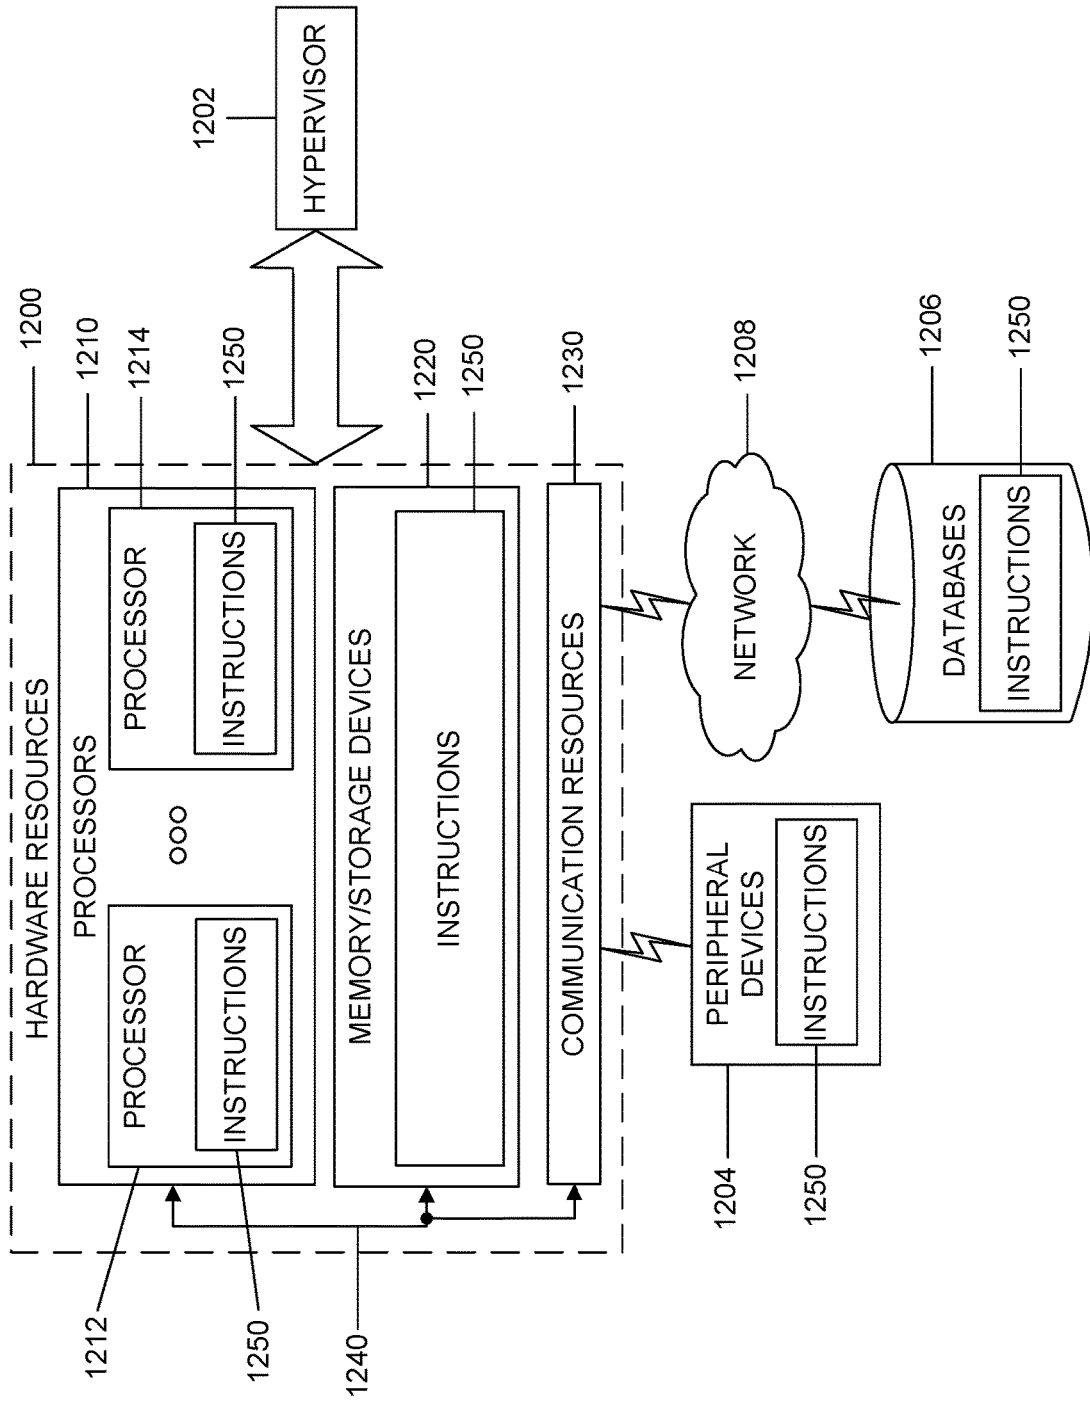 HARDWARE RESOURCES
1200
PROCESSORS
1210
PROCESSOR
INSTRUCTIONS
1212
1250
PROCESSOR
INSTRUCTIONS
1214
1250
HYPERVISOR
1202
MEMORY/STORAGE DEVICES
1220
INSTRUCTIONS
1250
1240
COMMUNICATION RESOURCES
1230
PERIPHERAL
DEVICES
INSTRUCTIONS
1204
1250
NETWORK
1208
DATABASES
1206
INSTRUCTIONS
1250